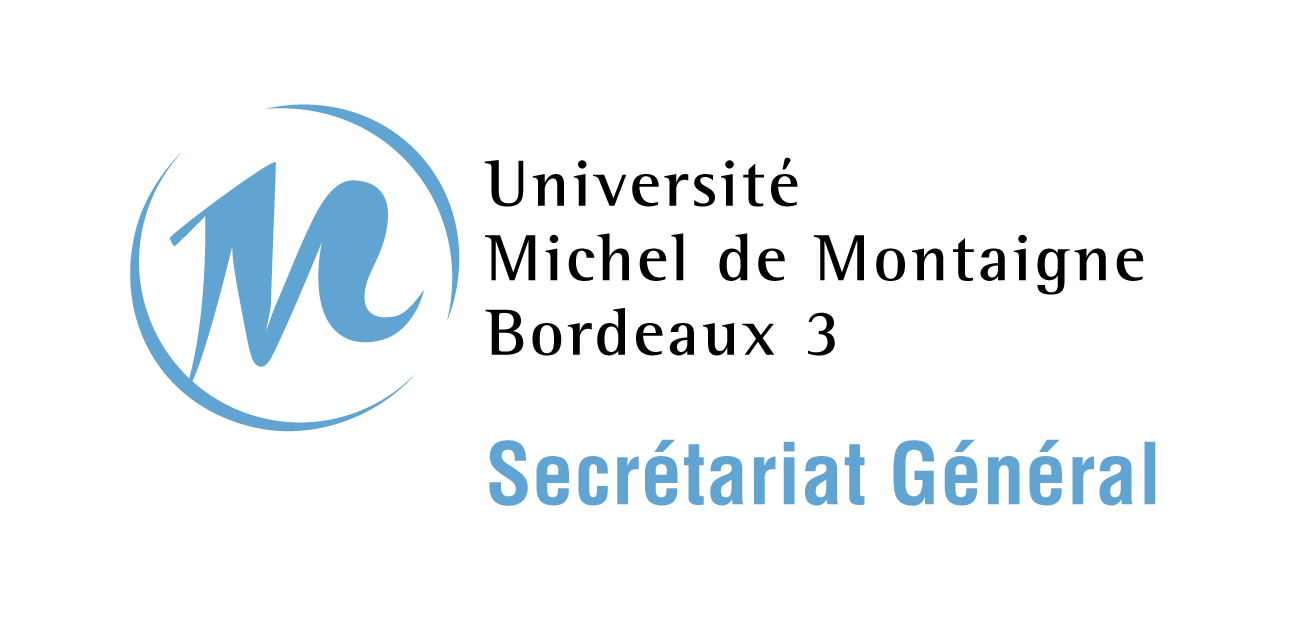 Université
Michel de Montaigne
Bordeaux 3
Secrétariat Général